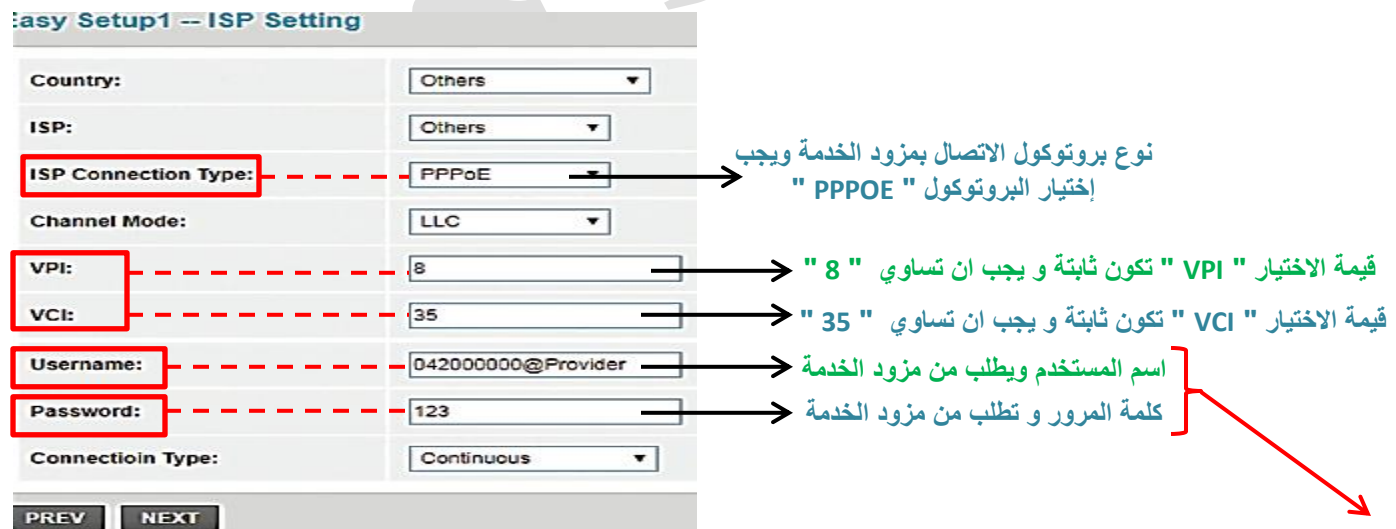 Easy Setup1 -- ISP Setting
Country: Others
ISP: Others
ISP Connection Type: PPPoE
نوع بروتوكول الاتصال بمزود الخدمة ويجب
إختيار البروتوكول " PPPOE "
Channel Mode: LLC
VPI: 8
قيمة الاختيار " VPI " تكون ثابتة و يجب ان تساوي " 8 "
VCI: 35
قيمة الاختيار " VCI " تكون ثابتة و يجب ان تساوي " 35 "
Username: 042000000@Provider
اسم المستخدم ويطلب من مزود الخدمة
Password: 123
كلمة المرور و تطلب من مزود الخدمة
Connectioin Type: Continuous
PREV NEXT